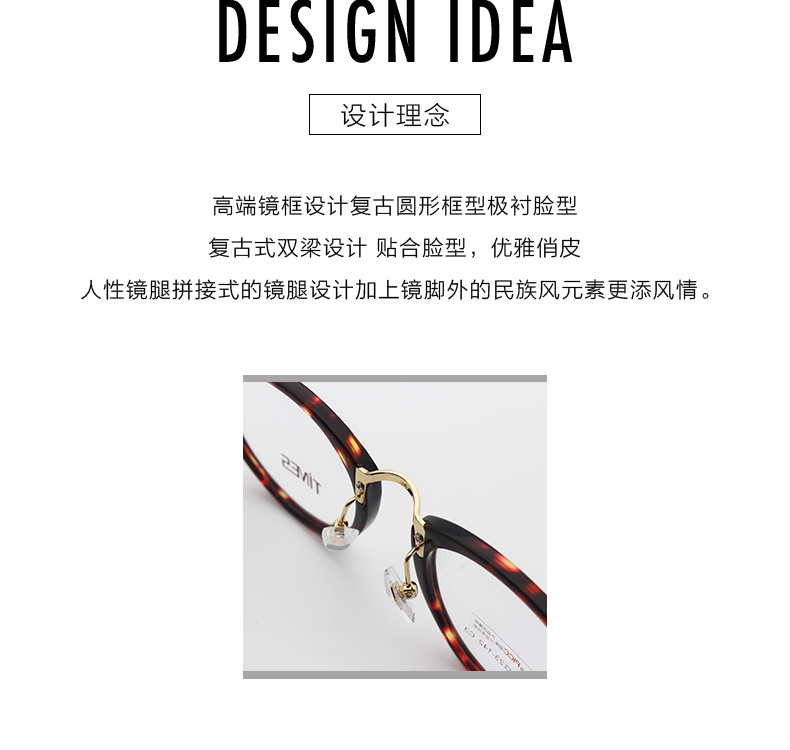 DESIGN IDEA
设计理念
高端镜框设计复古圆形框型极衬脸型
复古式双梁设计 贴合脸型，优雅俏皮
人性镜腿拼接式的镜腿设计加上镜脚外的民族风元素更添风情。
TIMES
PICC